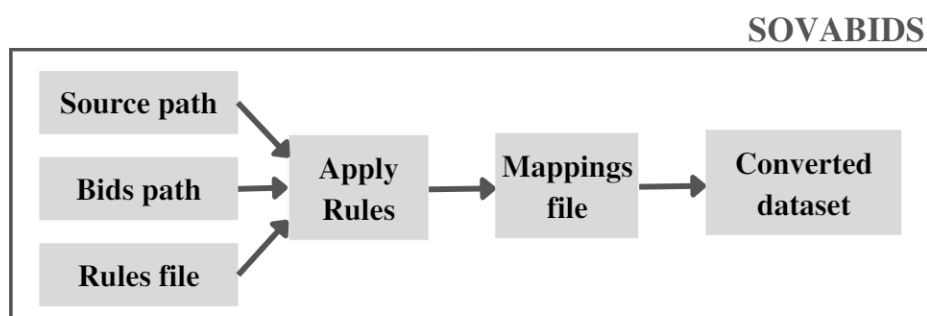 SOVABIDS
Source path
Bids path
Rules file
Apply
Rules
Mappings
file
Converted
dataset